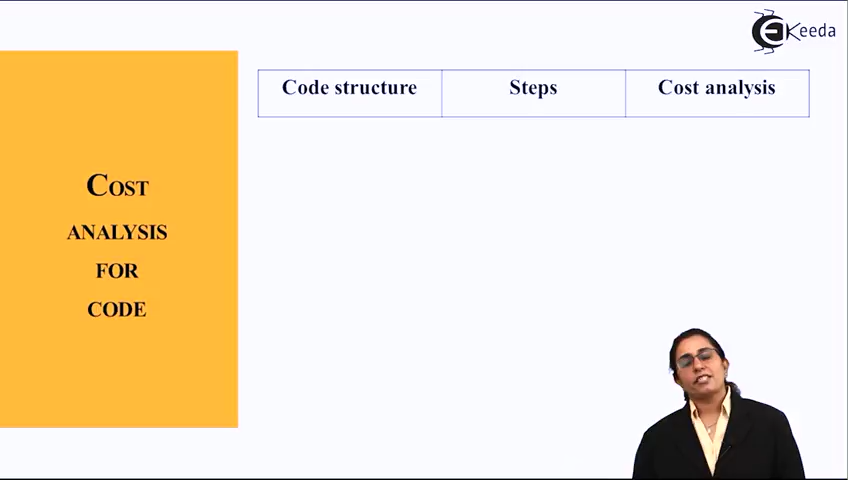 EKeeda
Code structure
Steps
Cost analysis
COST
ANALYSIS
FOR
CODE